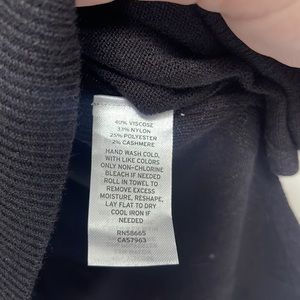 40% VISCOSE
33% NYLON
25% POLYESTER
2% CASHMERE
HAND WASH COLD,
WITH LIKE COLORS
ONLY NON-CHLORINE
BLEACH IF NEEDED
ROLL IN TOWEL TO
REMOVE EXCESS
MOISTURE, RESHAPE,
LAY FLAT TO DRY
COOL IRON IF
NEEDED
RN58665
CA57963